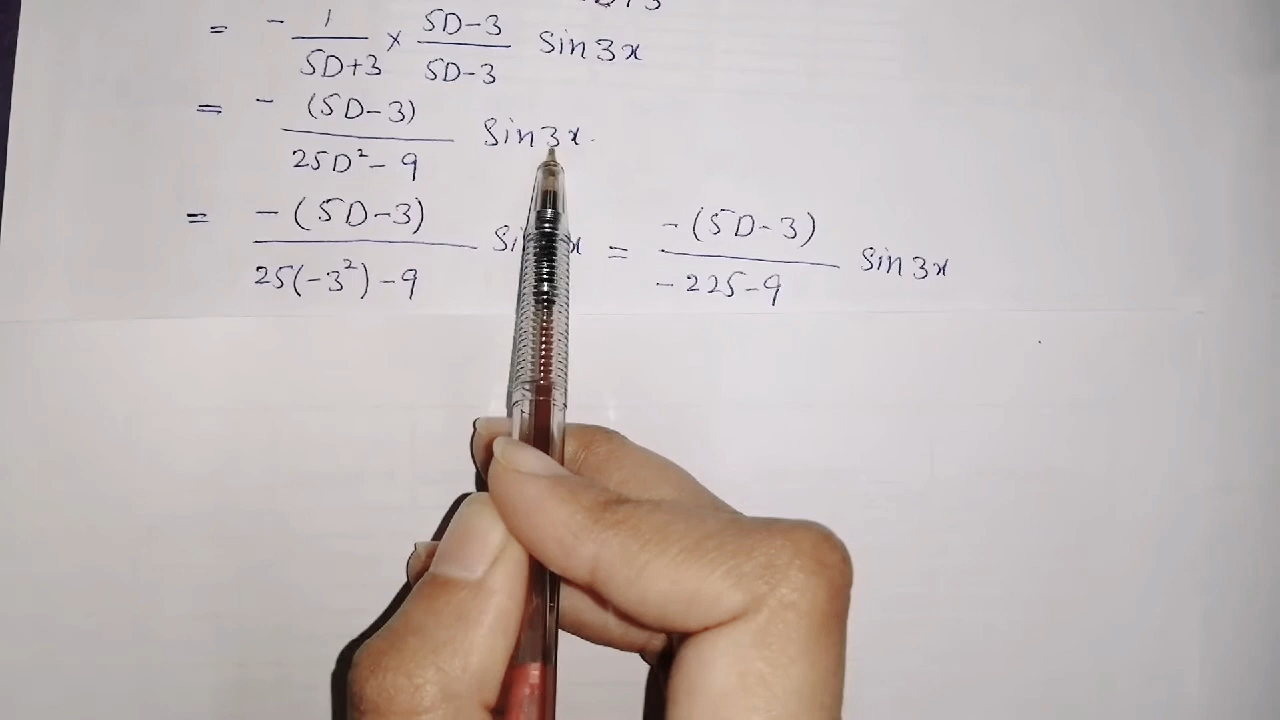 = - 1/(5D+3) × (5D-3)/(5D-3) Sin3x
= - (5D-3)/(25D²-9) Sin3x.
= -(5D-3)/(25(-3²)-9) = -(5D-3)/(-225-9) Sin3x